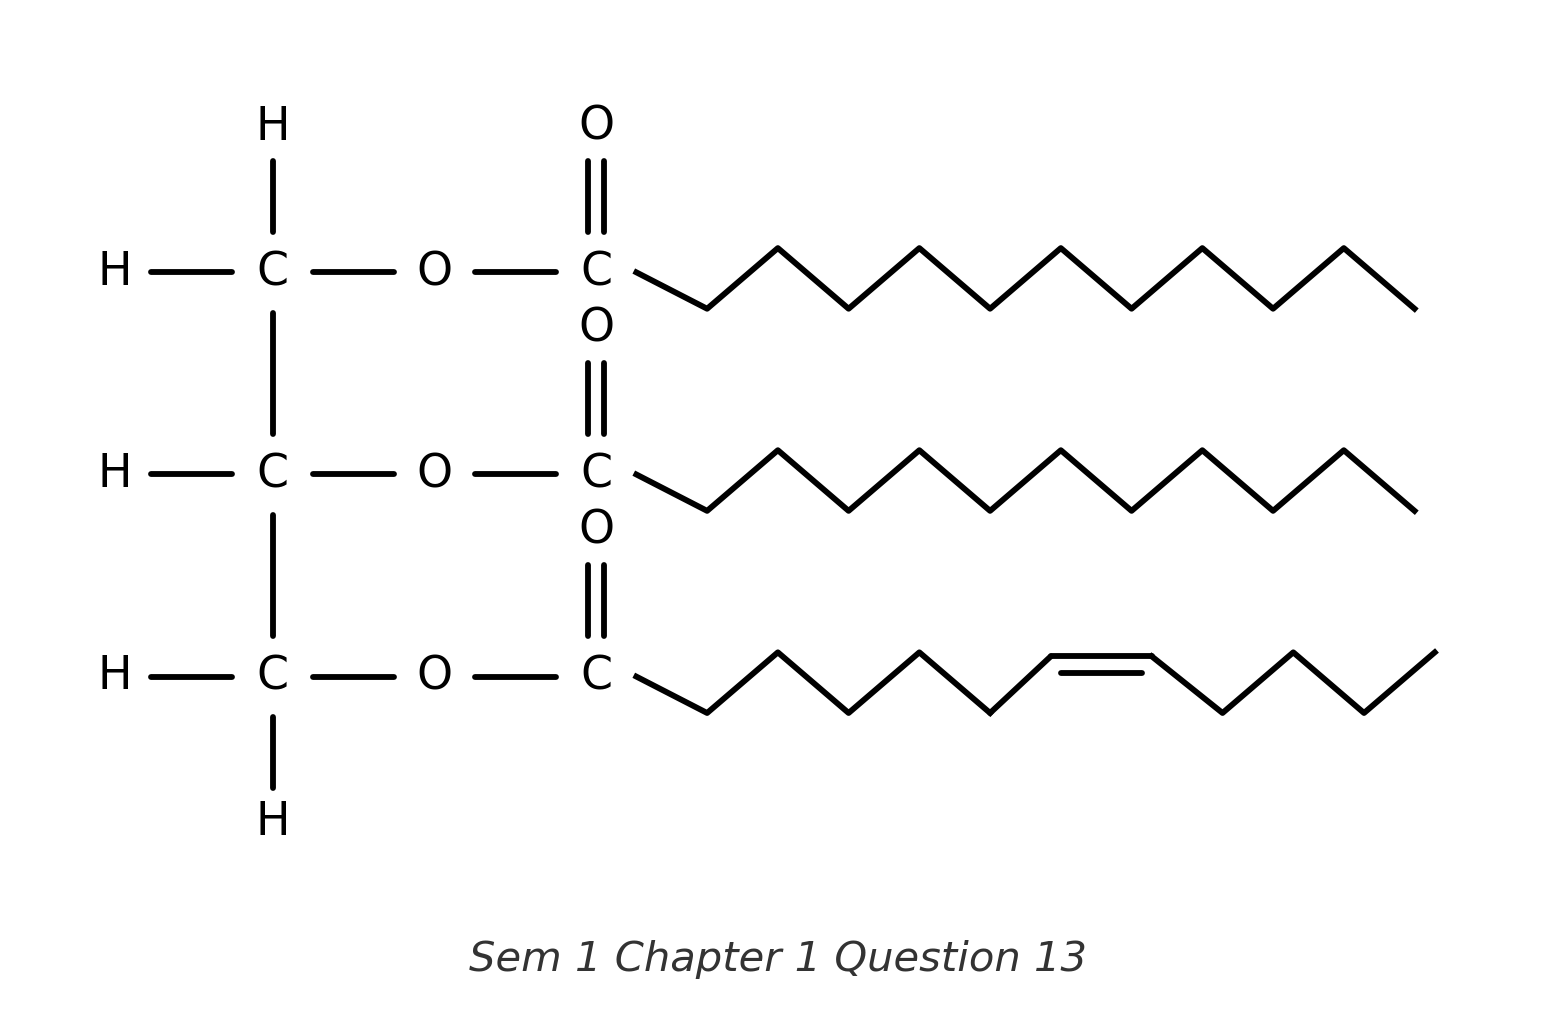 H O
H C O C
O
H C O C
O
H C O C
H
Sem 1 Chapter 1 Question 13